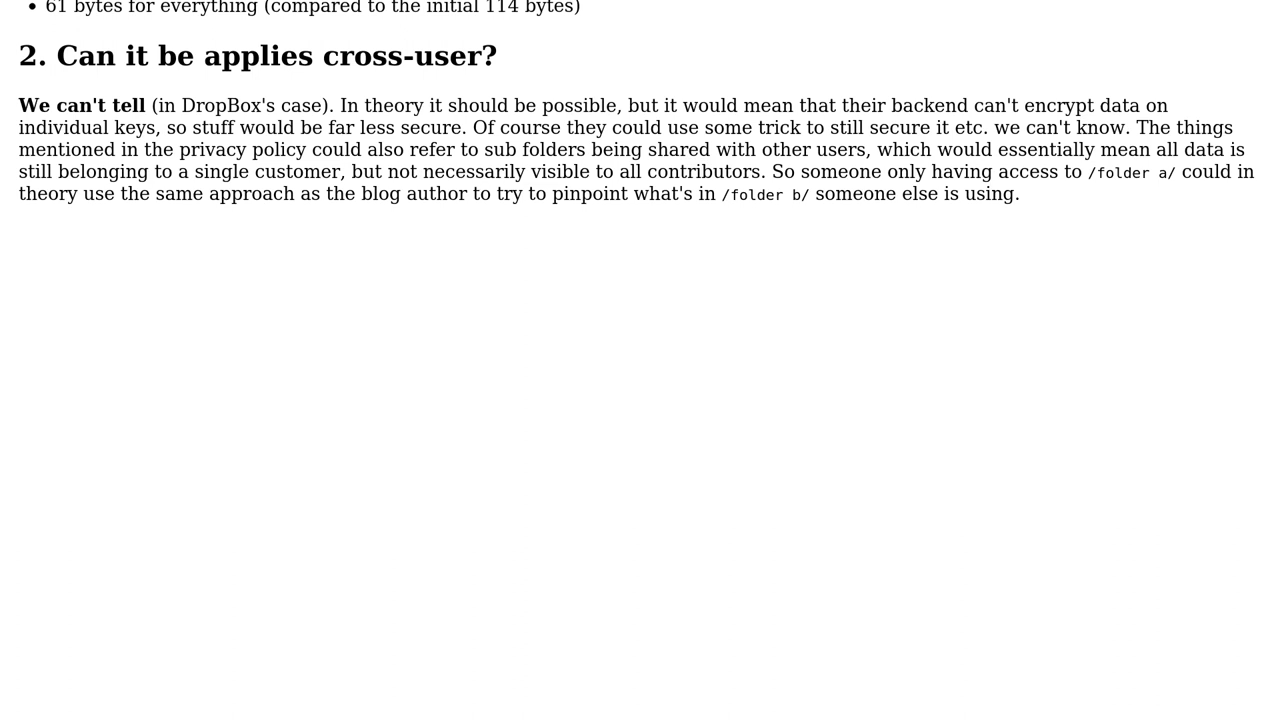 • 61 bytes for everything (compared to the initial 114 bytes)
2. Can it be applies cross-user?
We can't tell (in DropBox's case). In theory it should be possible, but it would mean that their backend can't encrypt data on
individual keys, so stuff would be far less secure. Of course they could use some trick to still secure it etc. we can't know. The things
mentioned in the privacy policy could also refer to sub folders being shared with other users, which would essentially mean all data is
still belonging to a single customer, but not necessarily visible to all contributors. So someone only having access to /folder a/ could in
theory use the same approach as the blog author to try to pinpoint what's in /folder b/ someone else is using.